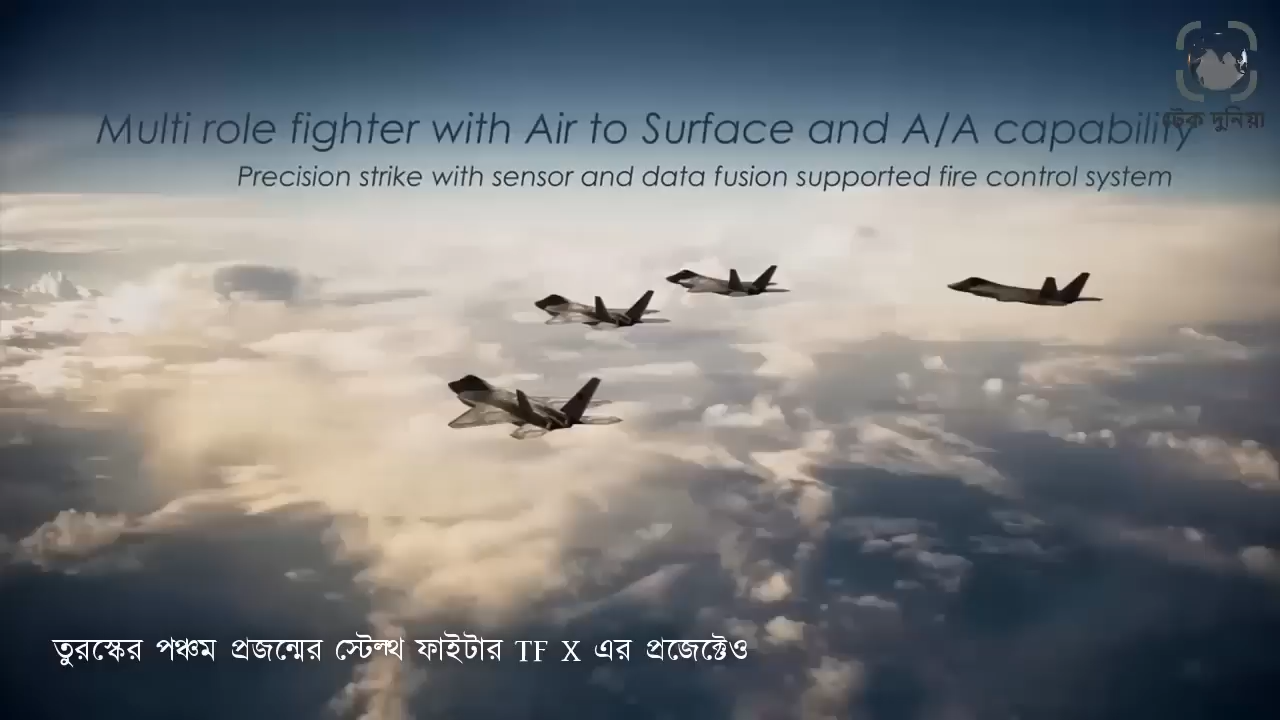 Multi role fighter with Air to Surface and A/A capability
টেক দুনিয়া
Precision strike with sensor and data fusion supported fire control system
তুরস্কের পঞ্চম প্রজন্মের স্টেলথ ফাইটার TF X এর প্রজেক্টেও